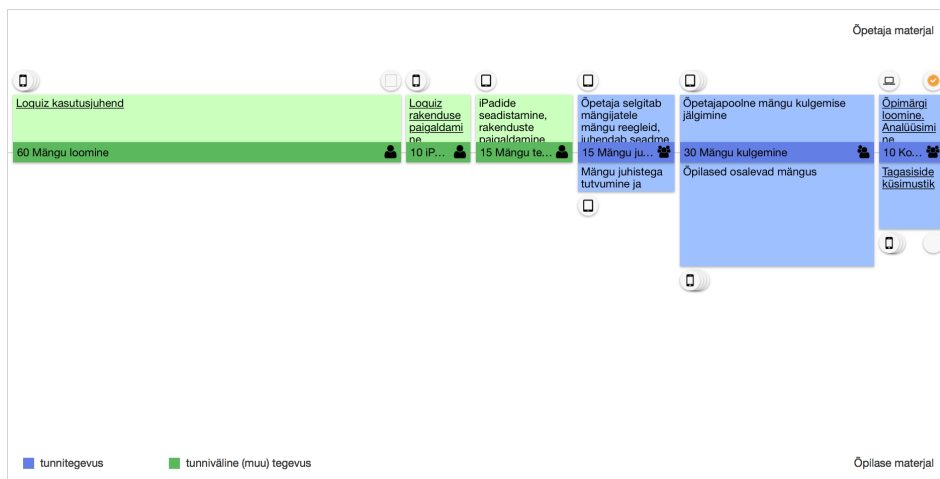 Õpetaja materjal
Loquiz kasutusjuhend
Loquiz
rakenduse
paigaldami
ne
iPadide
seadistamine,
rakenduste
paigaldamine
Õpetaja selgitab
mängijatele
mängu reegleid,
juhendab seadme
Õpetajapoolne mängu kulgemise
jälgimine
Õpimärgi
loomine.
Analüüsimi
ne
60 Mängu loomine
10 iP...
15 Mängu te...
15 Mängu ju...
30 Mängu kulgemine
10 Ko...
Mängu juhistega
tutvumine ja
Õpilased osalevad mängus
Tagasiside
küsimustik
tunnitegevus
tunniväline (muu) tegevus
Õpilase materjal